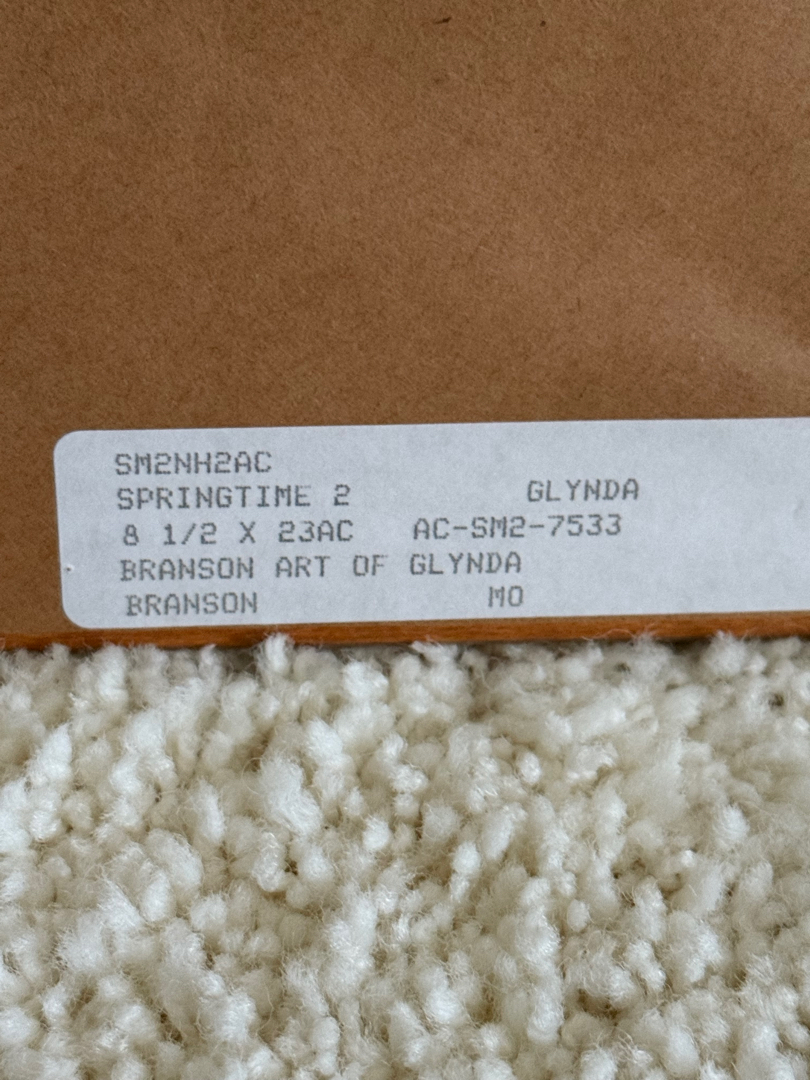 SM2NH2AC
SPRINGTIME 2 GLYNDA
8 1/2 X 23AC AC-SM2-7533
BRANSON ART OF GLYNDA
BRANSON MO